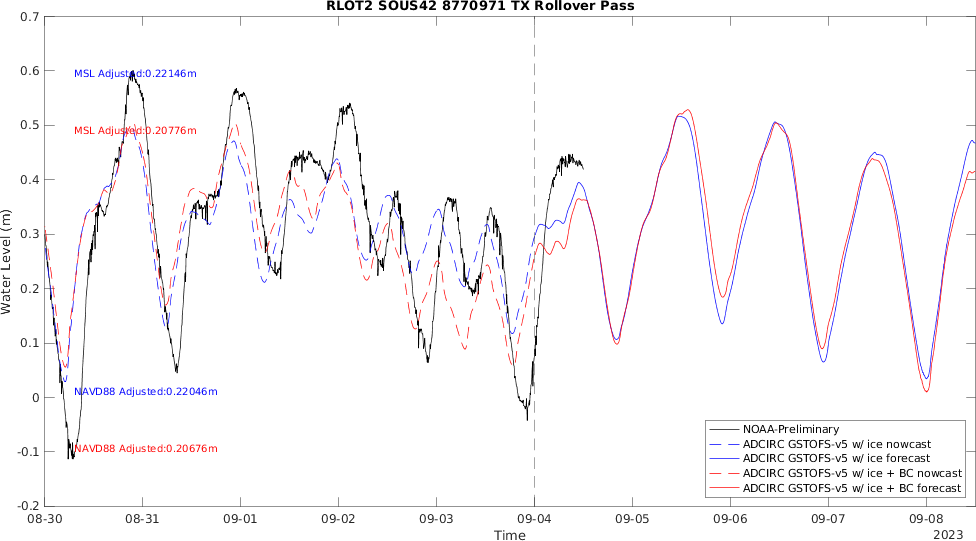 RLOT2 SOUS42 8770971 TX Rollover Pass
0.7
0.6
0.5
0.4
0.3
0.2
0.1
0
-0.1
-0.2
Water Level (m)
MSL Adjusted:0.22146m
MSL Adjusted:0.20776m
NAVD88 Adjusted:0.22046m
NAVD88 Adjusted:0.20676m
NOAA-Preliminary
ADCIRC GSTOFS-v5 w/ ice nowcast
ADCIRC GSTOFS-v5 w/ ice forecast
ADCIRC GSTOFS-v5 w/ ice + BC nowcast
ADCIRC GSTOFS-v5 w/ ice + BC forecast
08-30 08-31 09-01 09-02 09-03 09-04 09-05 09-06 09-07 09-08
Time
2023